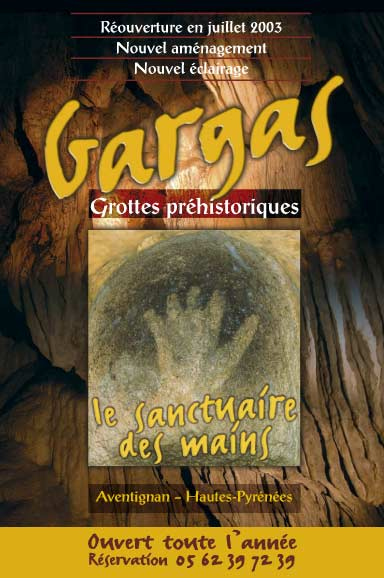 Réouverture en juillet 2003
Nouvel aménagement
Nouvel éclairage
Gargas
Grottes préhistoriques
le sanctuaire
des mains
Aventignan - Hautes-Pyrénées
Ouvert toute l'année
Réservation 05 62 39 72 39